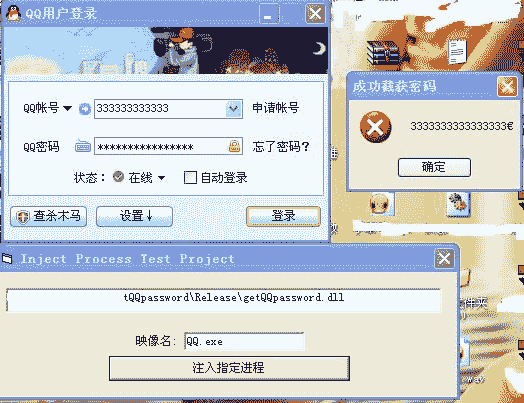 QQ用户登录
QQ帐号
333333333333
申请帐号
QQ密码
****************
忘了密码?
状态:
在线
自动登录
查杀木马
设置↓
登录
成功截获密码
3333333333333333€
确定
Inject Process Test Project
tQQpassword\Release\getQQpassword.dll
映像名:
QQ.exe
注入指定进程
件夹
way